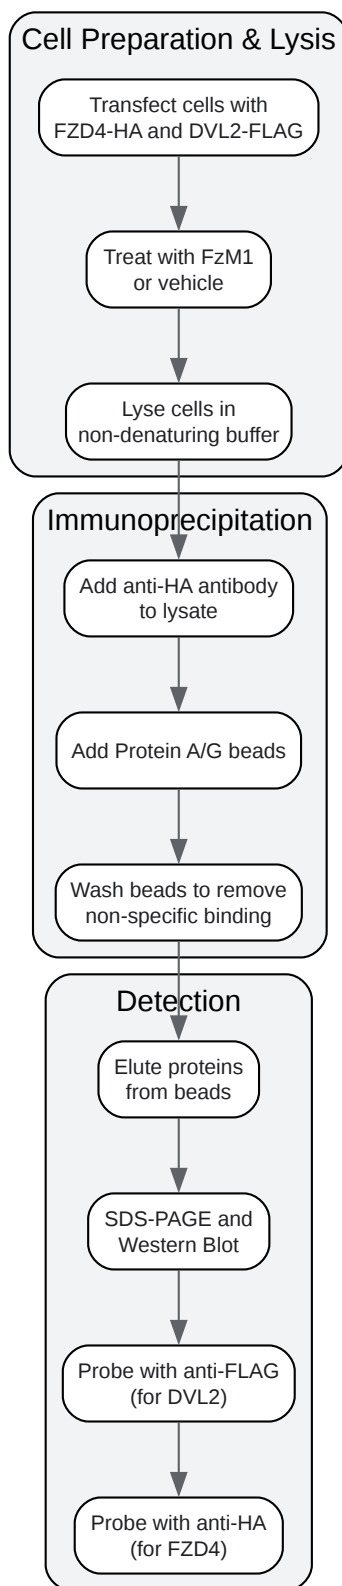 Cell Preparation & Lysis
Transfect cells with
FZD4-HA and DVL2-FLAG
Treat with FzM1
or vehicle
Lyse cells in
non-denaturing buffer
Immunoprecipitation
Add anti-HA antibody
to lysate
Add Protein A/G beads
Wash beads to remove
non-specific binding
Detection
Elute proteins
from beads
SDS-PAGE and
Western Blot
Probe with anti-FLAG
(for DVL2)
Probe with anti-HA
(for FZD4)